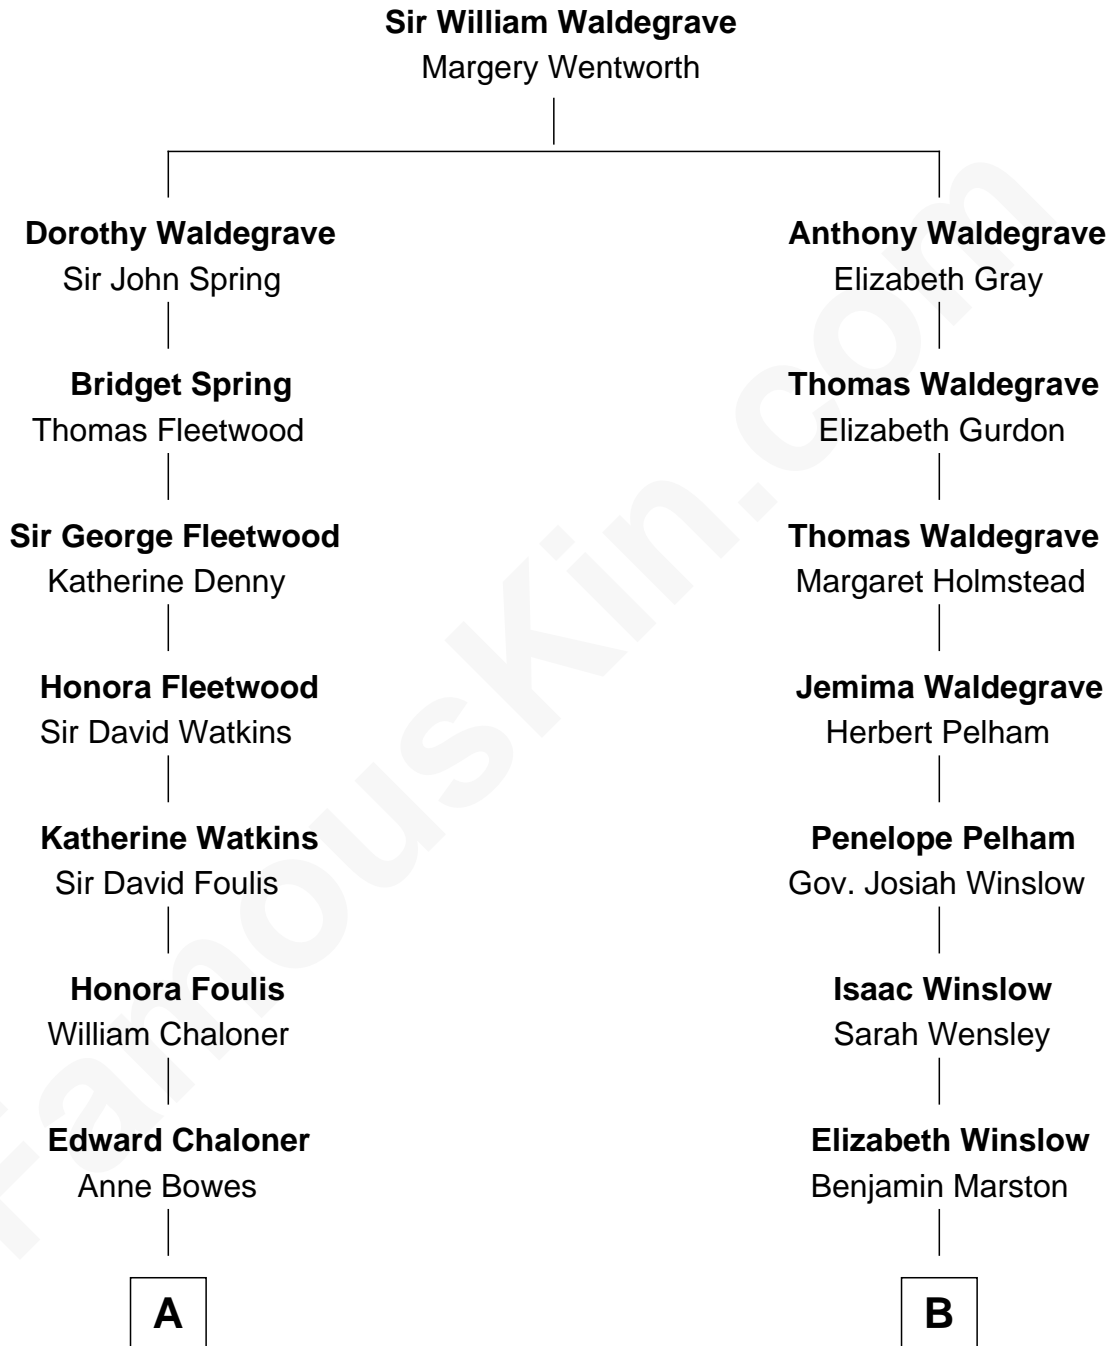 Sir William Waldegrave
Margery Wentworth
Dorothy Waldegrave
Sir John Spring
Anthony Waldegrave
Elizabeth Gray
Bridget Spring
Thomas Fleetwood
Thomas Waldegrave
Elizabeth Gurdon
Sir George Fleetwood
Katherine Denny
Thomas Waldegrave
Margaret Holmstead
Honora Fleetwood
Sir David Watkins
Jemima Waldegrave
Herbert Pelham
Katherine Watkins
Sir David Foulis
Penelope Pelham
Gov. Josiah Winslow
Honora Foulis
William Chaloner
Isaac Winslow
Sarah Wensley
Edward Chaloner
Anne Bowes
Elizabeth Winslow
Benjamin Marston
A
B
FamousKin.com